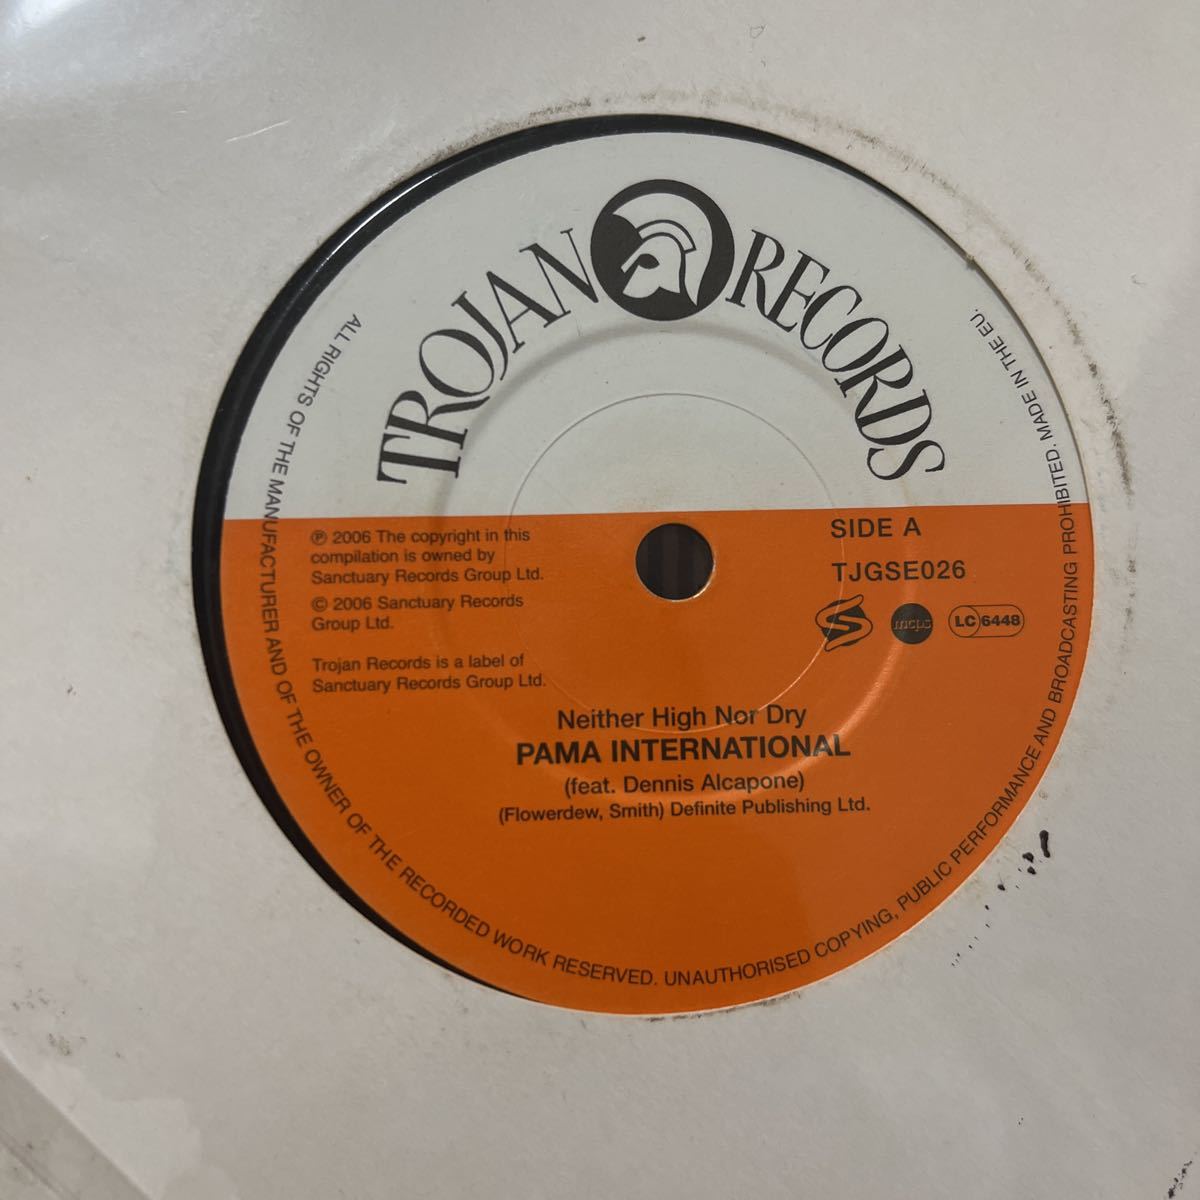 TROJAN RECORDS
℗ 2006 The copyright in this
compilation is owned by
Sanctuary Records Group Ltd.
© 2006 Sanctuary Records
Group Ltd.
Trojan Records is a label of
Sanctuary Records Group Ltd.
SIDE A
TJGSE026
mcps
LC 6448
Neither High Nor Dry
PAMA INTERNATIONAL
(feat. Dennis Alcapone)
(Flowerdew, Smith) Definite Publishing Ltd.
ALL RIGHTS OF THE MANUFACTURER AND OF THE OWNER OF THE RECORDED WORK RESERVED. UNAUTHORISED COPYING, PUBLIC PERFORMANCE AND BROADCASTING PROHIBITED. MADE IN THE EU.